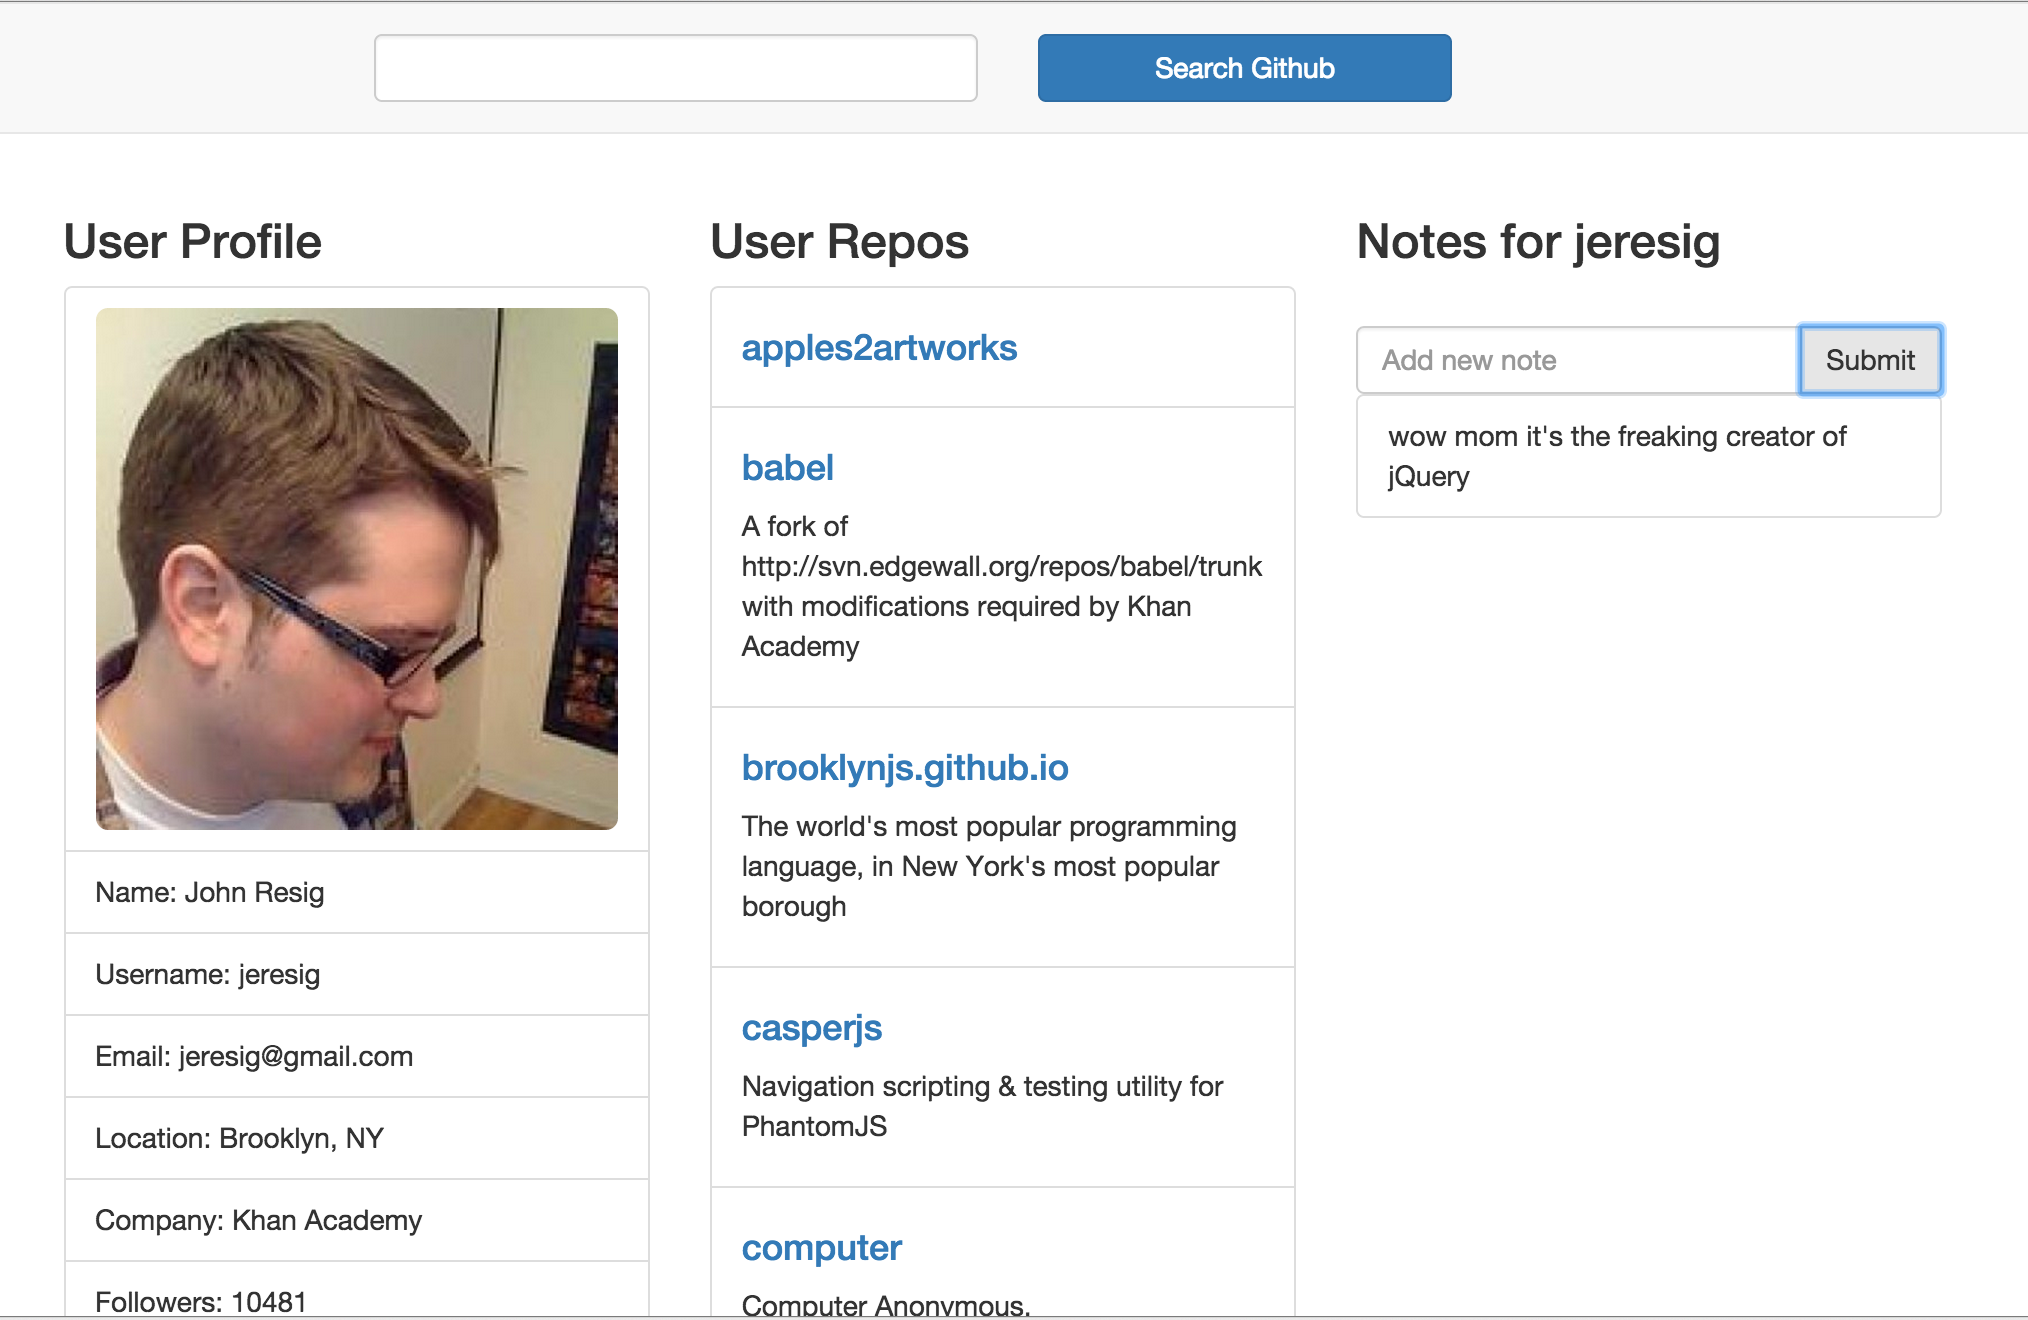 Search Github
User Profile
Name: John Resig
Username: jeresig
Email: jeresig@gmail.com
Location: Brooklyn, NY
Company: Khan Academy
Followers: 10481
User Repos
apples2artworks
babel
A fork of
http://svn.edgewall.org/repos/babel/trunk
with modifications required by Khan
Academy
brooklynjs.github.io
The world's most popular programming
language, in New York's most popular
borough
casperjs
Navigation scripting & testing utility for
PhantomJS
computer
Computer Anonymous.
Notes for jeresig
Add new note
Submit
wow mom it's the freaking creator of
jQuery